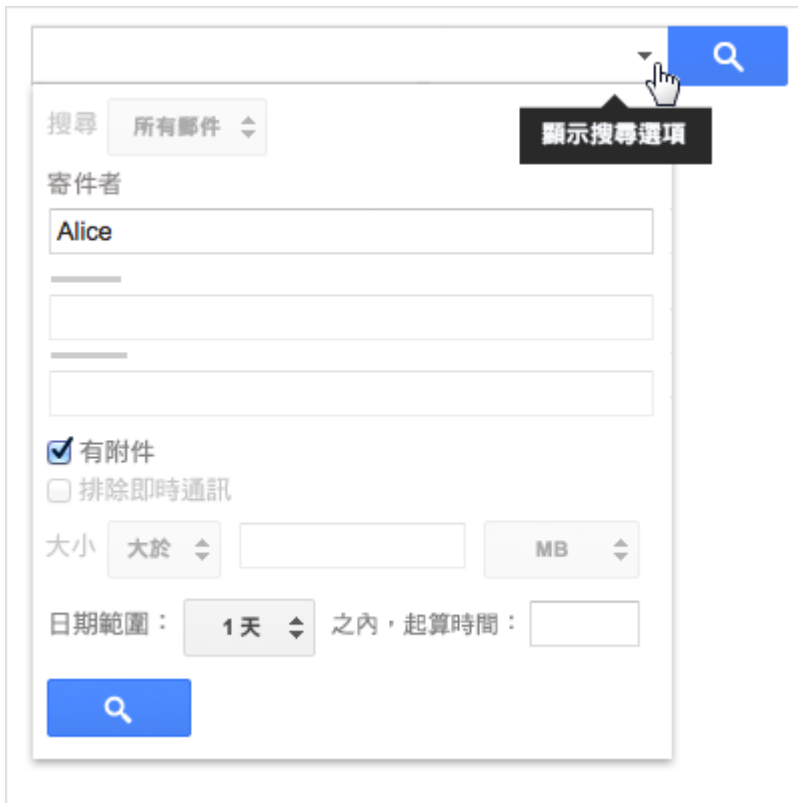 顯示搜尋選項
搜尋 所有郵件
寄件者
Alice
有附件
排除即時通訊
大小 大於 MB
日期範圍： 1 天 之內，起算時間：